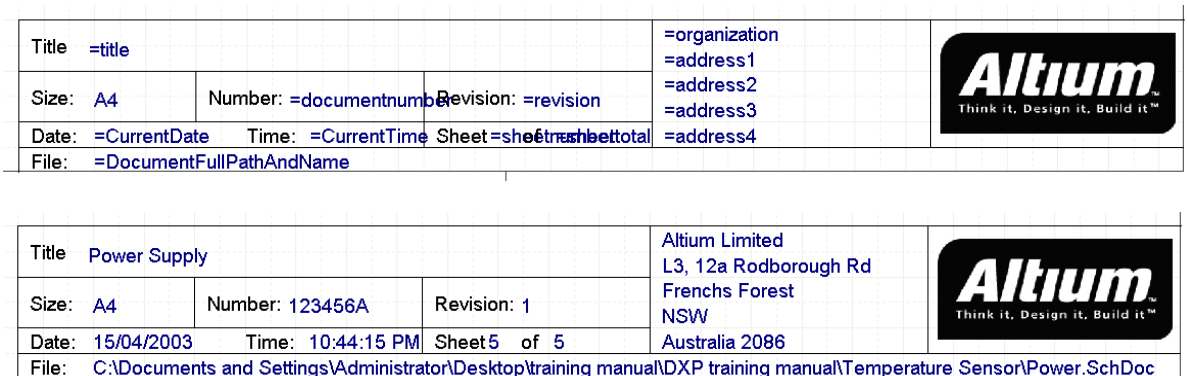 Title =title
=organization
=address1
=address2
=address3
=address4
Size: A4 Number: =documentnumber Revision: =revision
Date: =CurrentDate Time: =CurrentTime Sheet =sheetnumber of =sheettotal
File: =DocumentFullPathAndName
Altium
Think it, Design it, Build it™
Title Power Supply
Altium Limited
L3, 12a Rodborough Rd
Frenchs Forest
NSW
Australia 2086
Size: A4 Number: 123456A Revision: 1
Date: 15/04/2003 Time: 10:44:15 PM Sheet 5 of 5
File: C:\Documents and Settings\Administrator\Desktop\training manual\DXP training manual\Temperature Sensor\Power.SchDoc
Altium
Think it, Design it, Build it™